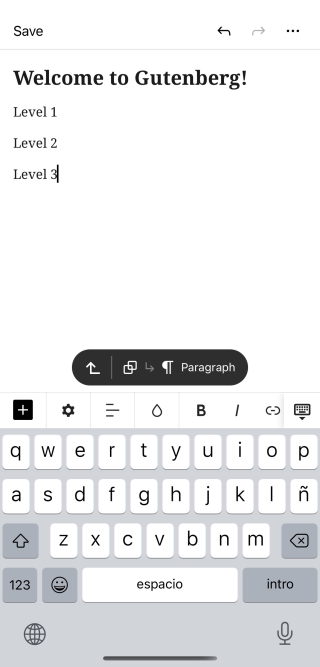 Save
Welcome to Gutenberg!
Level 1
Level 2
Level 3
Paragraph
B I
q w e r t y u i o p
a s d f g h j k l ñ
z x c v b n m
123 espacio intro